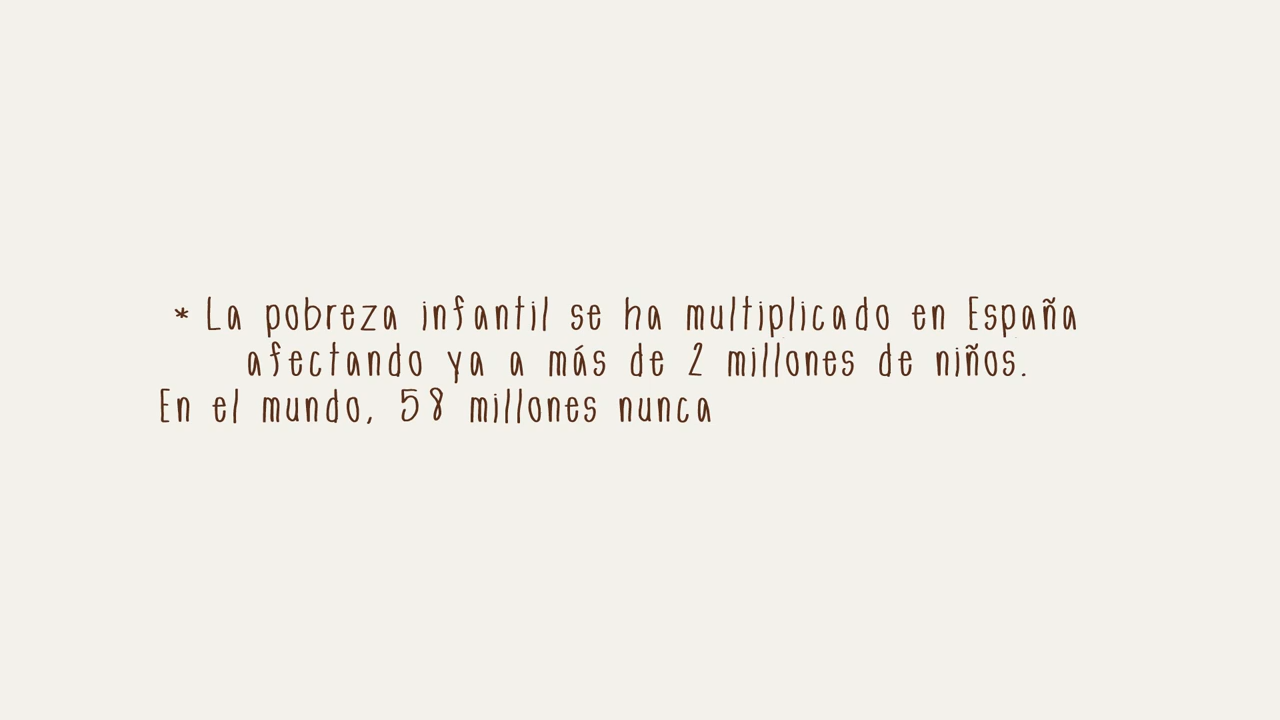 * La pobreza infantil se ha multiplicado en España
afectando ya a más de 2 millones de niños.
En el mundo, 58 millones nunca